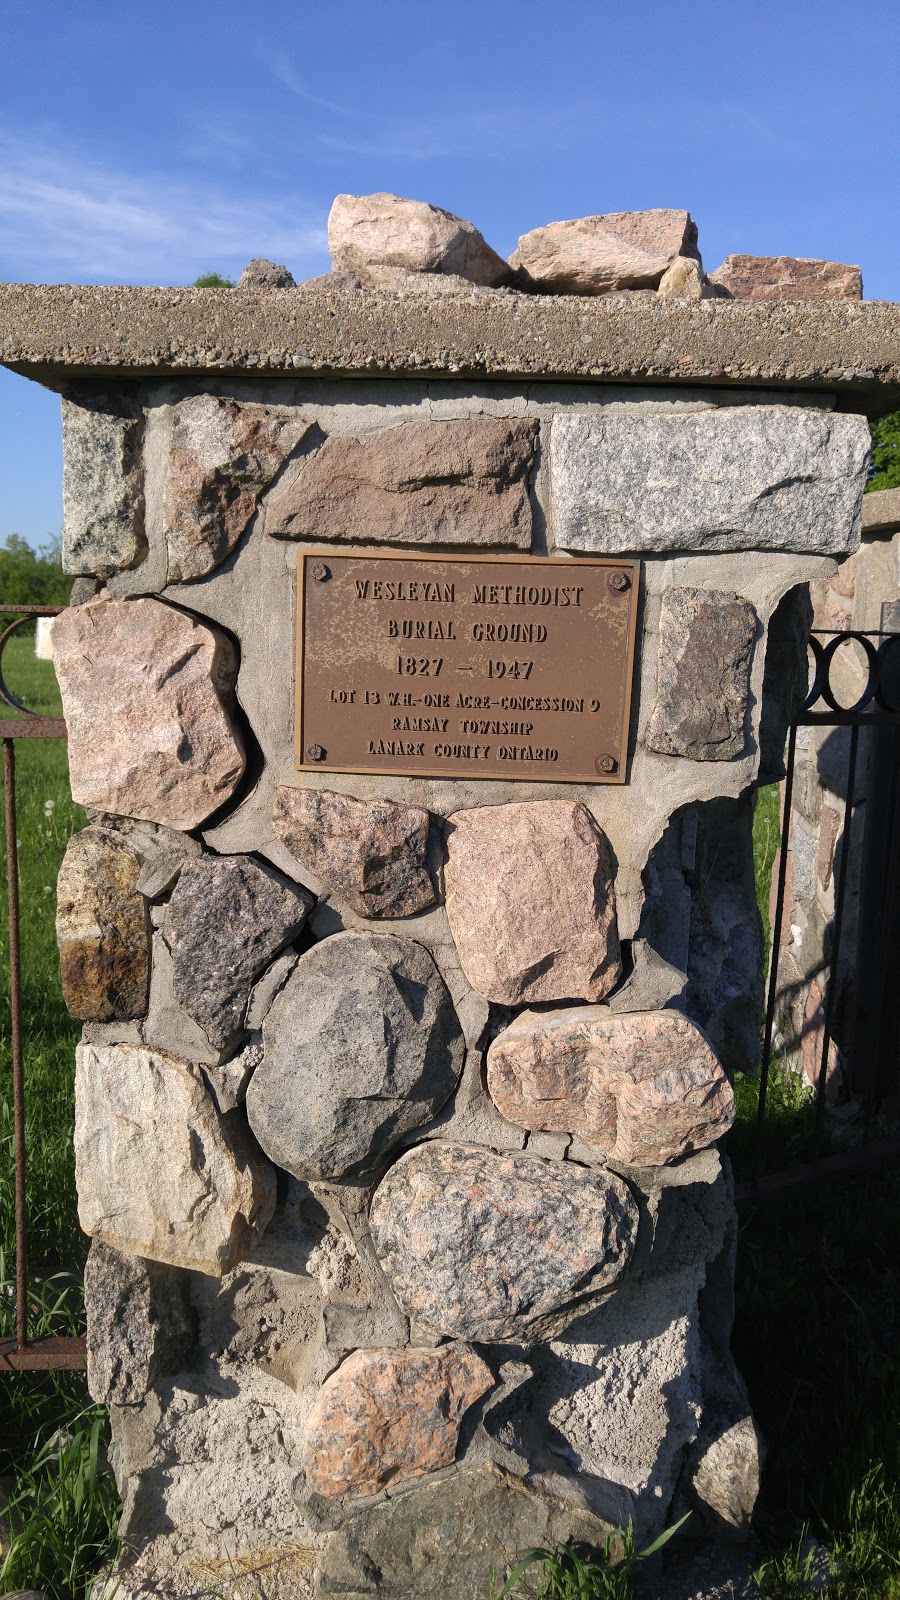 WESLEYAN METHODIST
BURIAL GROUND
1827 - 1947
LOT 13 W.H.-ONE ACRE-CONCESSION 9
RAMSAY TOWNSHIP
LANARK COUNTY ONTARIO